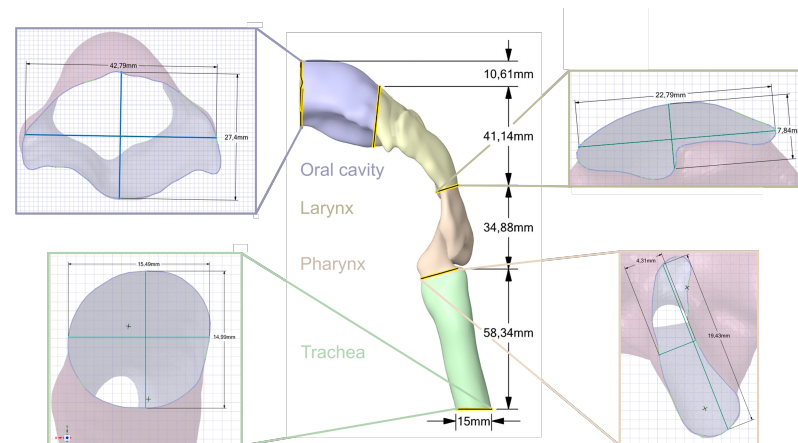 42,79mm
27,4mm
10,61mm
41,14mm
34,88mm
58,34mm
15mm
Oral cavity
Larynx
Pharynx
Trachea
22,79mm
7,84mm
15,49mm
14,99mm
4,31mm
19,43mm